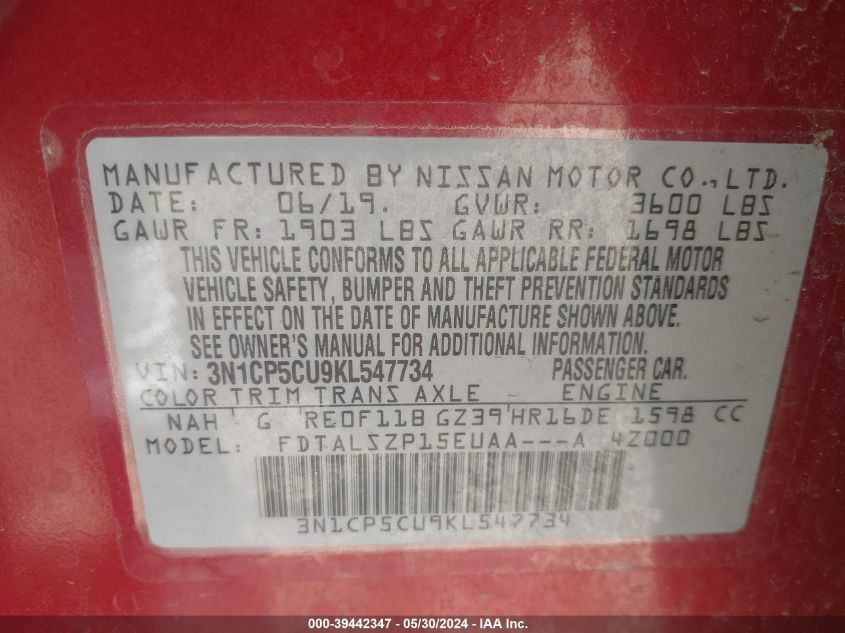 MANUFACTURED BY NISSAN MOTOR CO., LTD.
DATE: 06/19. GVWR: 3600 LBS
GAWR FR: 1903 LBS GAWR RR: 1698 LBS
THIS VEHICLE CONFORMS TO ALL APPLICABLE FEDERAL MOTOR
VEHICLE SAFETY, BUMPER AND THEFT PREVENTION STANDARDS
IN EFFECT ON THE DATE OF MANUFACTURE SHOWN ABOVE.
SEE OWNER'S MANUAL FOR ADDITIONAL INFORMATION.
VIN: 3N1CP5CU9KL547734 PASSENGER CAR.
COLOR TRIM TRANS AXLE ENGINE
NAH G RE0F11B GZ39 HR16DE 1598 CC
MODEL: FDTALSZP15EUAA---A 4Z000
3N1CP5CU9KL547734
000-39442347 - 05/30/2024 - IAA Inc.